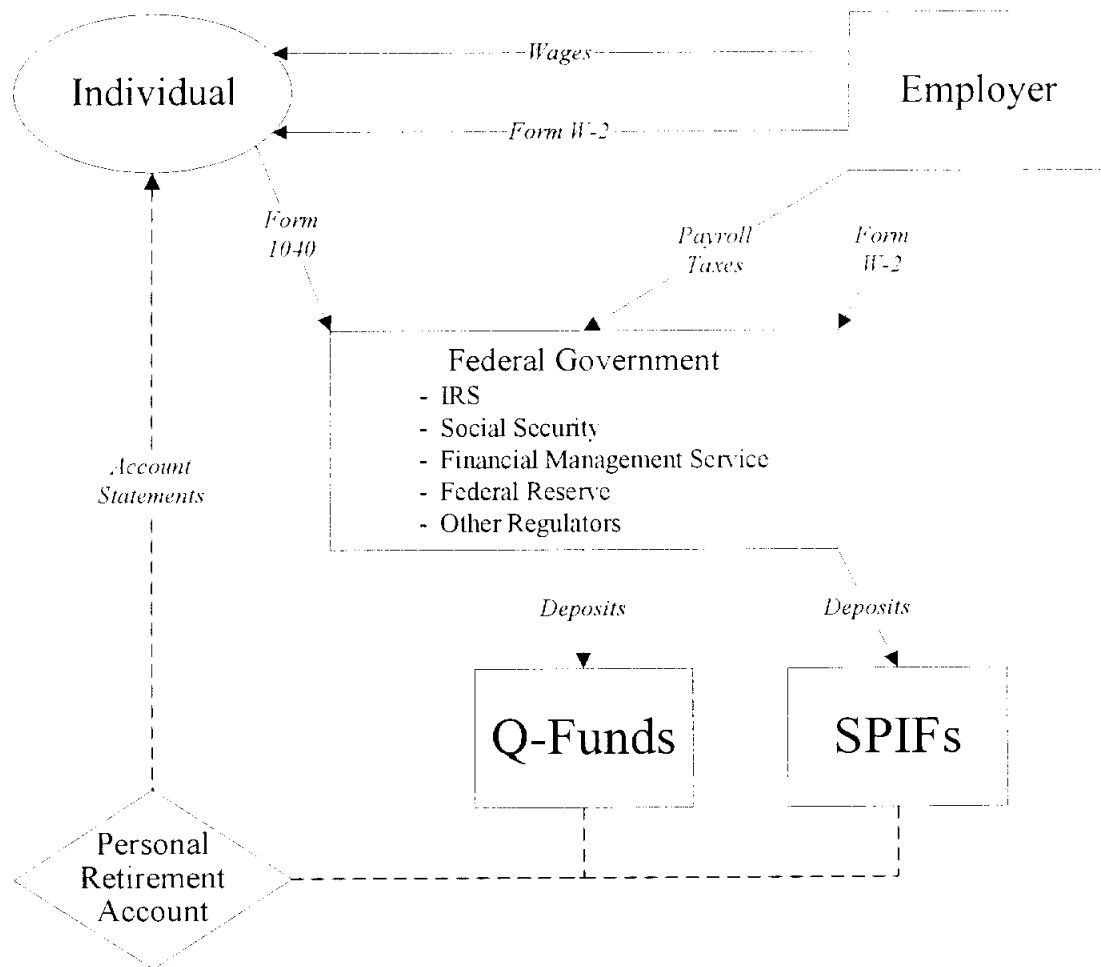 Wages
Individual
Employer
Form W-2
Form
1040
Payroll
Taxes
Form
W-2
Federal Government
- IRS
- Social Security
- Financial Management Service
- Federal Reserve
- Other Regulators
Account
Statements
Deposits
Deposits
Q-Funds
SPIFs
Personal
Retirement
Account